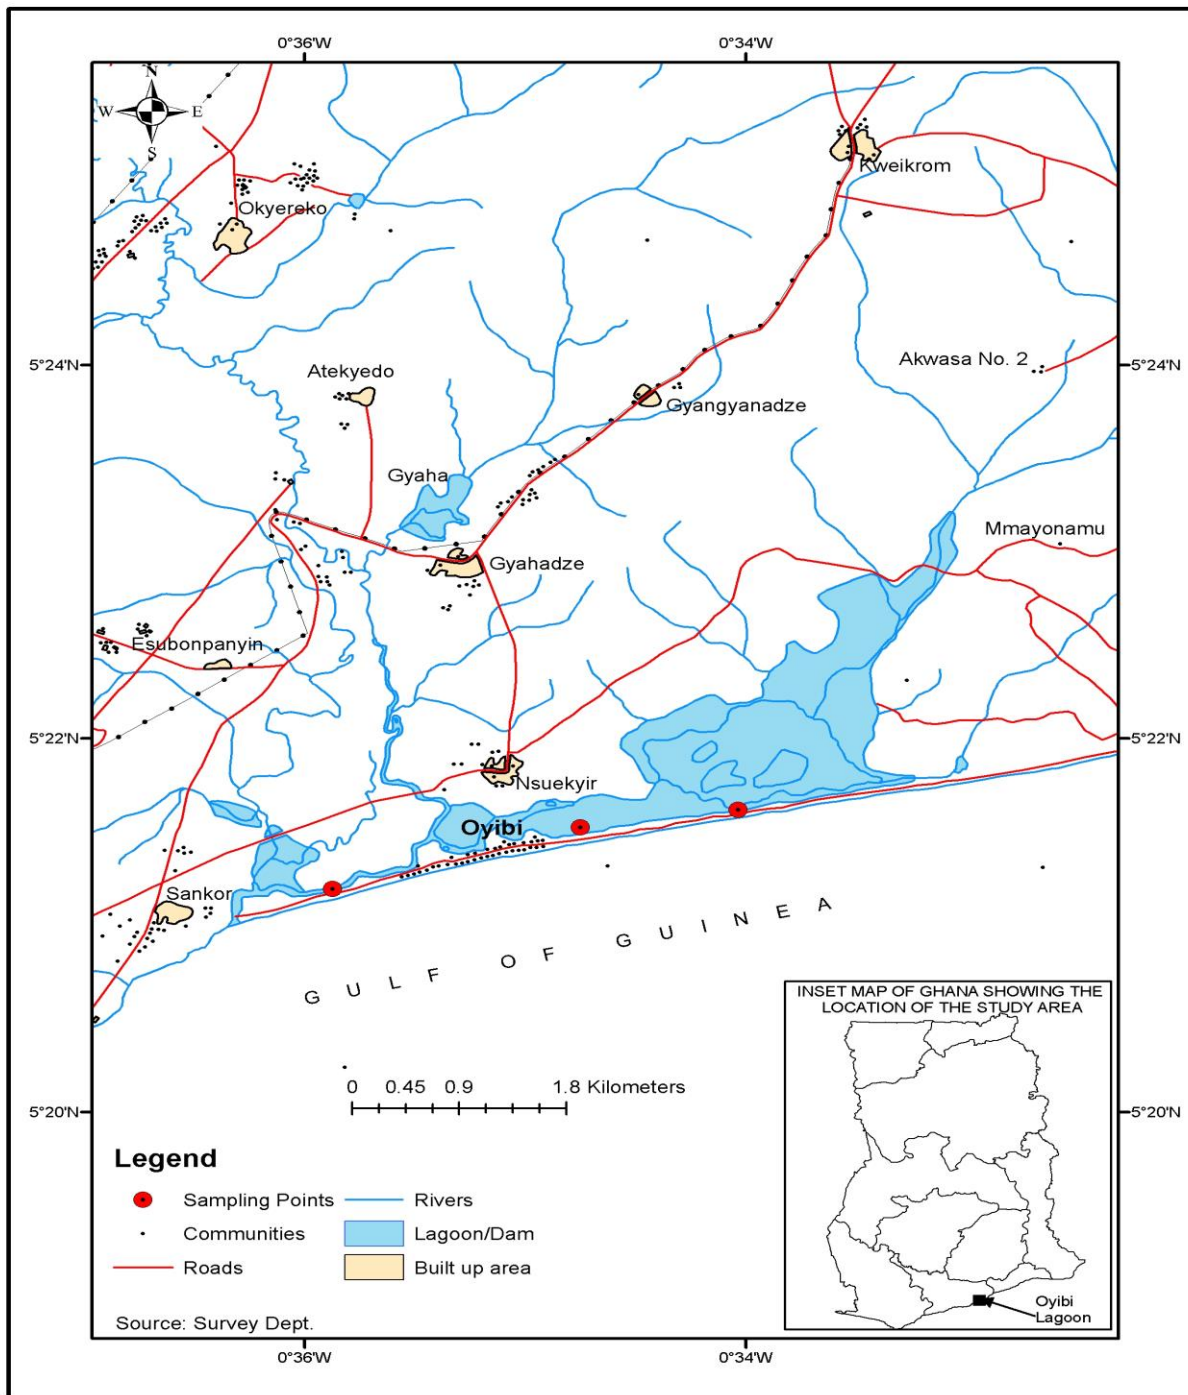 0°36'W
0°34'W
N
W
E
S
Kweikrom
Okyereko
5°24'N
5°24'N
Akwasa No. 2
Atekyedo
Gyangyanadze
Gyaha
Mmayonamu
Gyahadze
Esubonpanyin
5°22'N
5°22'N
Nsuekyir
Oyibi
Sankor
GULF OF GUINEA
INSET MAP OF GHANA SHOWING THE
LOCATION OF THE STUDY AREA
0 0.45 0.9 1.8 Kilometers
5°20'N
5°20'N
Legend
Sampling Points
Rivers
Communities
Lagoon/Dam
Roads
Built up area
Oyibi
Lagoon
Source: Survey Dept.
0°36'W
0°34'W